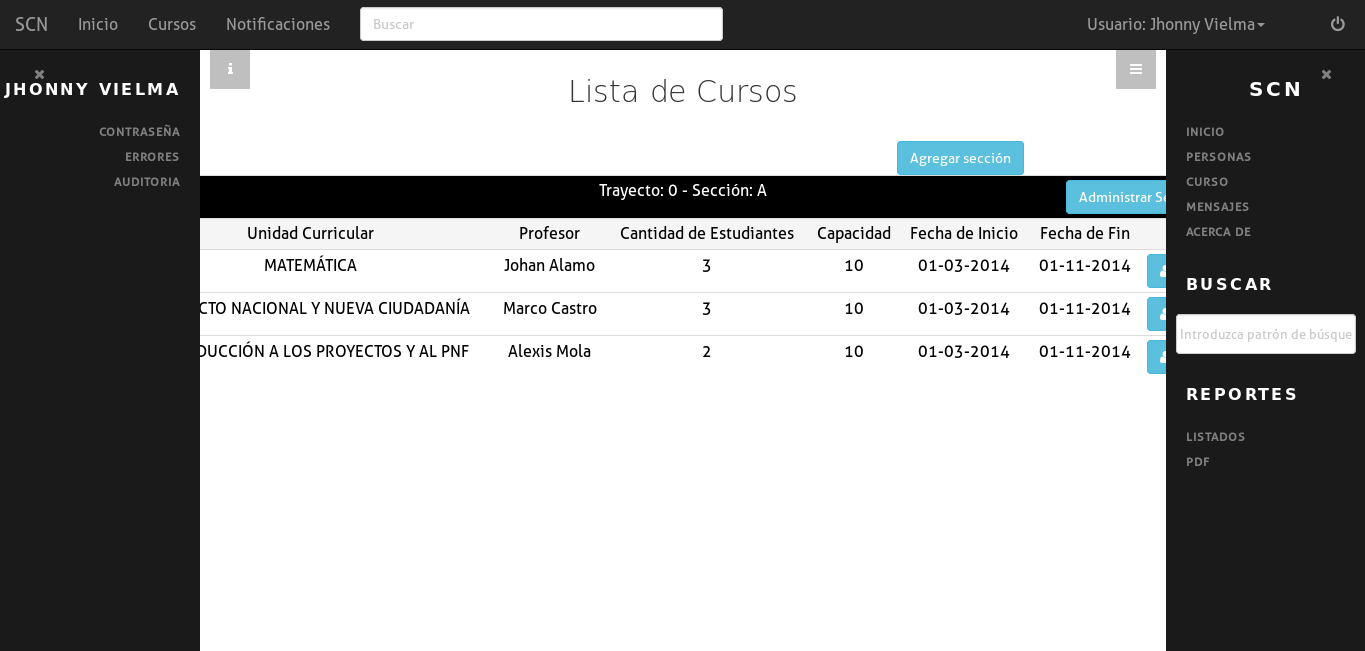 SCN Inicio Cursos Notificaciones Buscar Usuario: Jhonny Vielma
JHONNY VIELMA
CONTRASEÑA
ERRORES
AUDITORIA
Lista de Cursos
Agregar sección
Trayecto: 0 - Sección: A Administrar
Unidad Curricular Profesor Cantidad de Estudiantes Capacidad Fecha de Inicio Fecha de Fin
MATEMÁTICA Johan Alamo 3 10 01-03-2014 01-11-2014
NACIONAL Y NUEVA CIUDADANÍA Marco Castro 3 10 01-03-2014 01-11-2014
A LOS PROYECTOS Y AL PNF Alexis Mola 2 10 01-03-2014 01-11-2014
SCN
INICIO
PERSONAS
CURSO
MENSAJES
ACERCA DE
BUSCAR
Introduzca patrón de búsque
REPORTES
LISTADOS
PDF